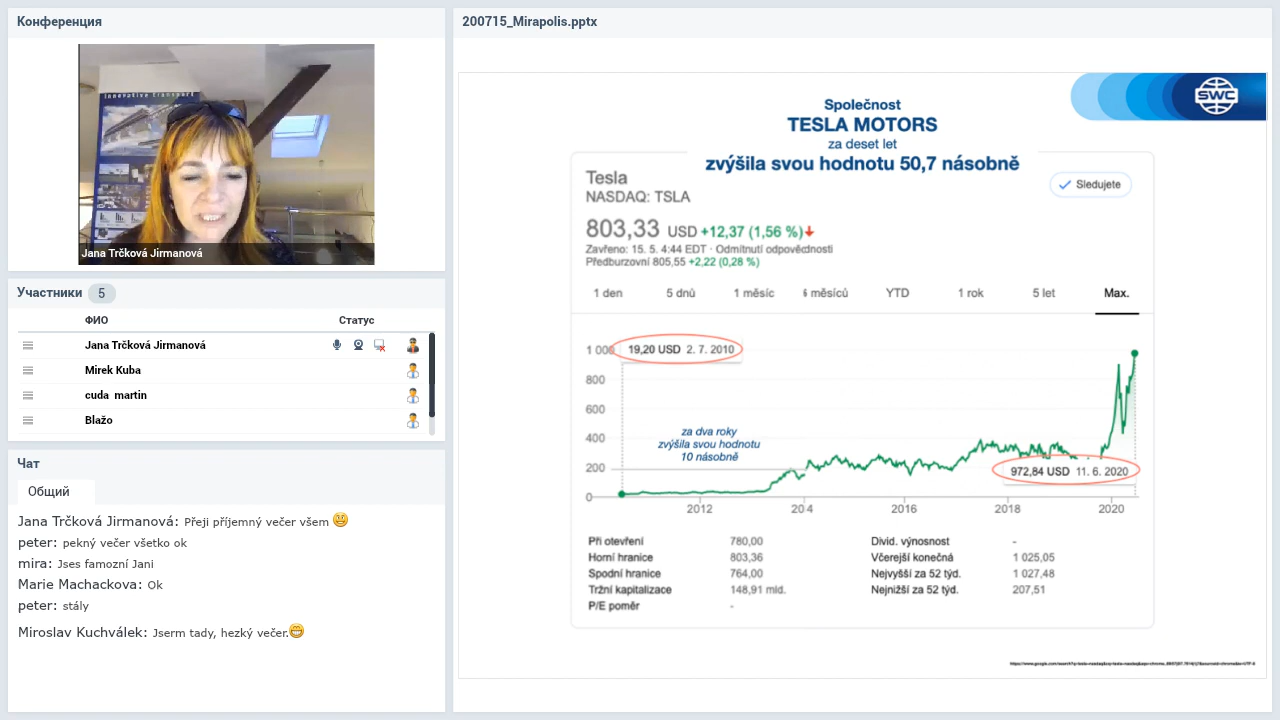 Конференция
innovative transport
Jana Trčková Jirmanová
Участники 5
ФИО Статус
Jana Trčková Jirmanová
Mirek Kuba
cuda martin
Blažo
Чат
Общий
Jana Trčková Jirmanová: Přeji příjemný večer všem
peter: pekný večer všetko ok
mira: Jses famozní Jani
Marie Machackova: Ok
peter: stály
Miroslav Kuchválek: Jserm tady, hezký večer.
200715_Mirapolis.pptx
SWC
Společnost
TESLA MOTORS
za deset let
zvýšila svou hodnotu 50,7 násobně
Tesla
NASDAQ: TSLA
Sledujete
803,33 USD +12,37 (1,56 %)
Zavřeno: 15. 5. 4:44 EDT · Odmítnutí odpovědnosti
Předburzovní 805,55 +2,22 (0,28 %)
1 den 5 dnů 1 měsíc 6 měsíců YTD 1 rok 5 let Max.
1 000 19,20 USD 2. 7. 2010
800
600
400
200
0
za dva roky
zvýšila svou hodnotu
10 násobně
972,84 USD 11. 6. 2020
2012 20 4 2016 2018 2020
Při otevření 780,00 Divid. výnosnost -
Horní hranice 803,36 Včerejší konečná 1 025,05
Spodní hranice 764,00 Nejvyšší za 52 týd. 1 027,48
Tržní kapitalizace 148,91 mld. Nejnižší za 52 týd. 207,51
P/E poměr -